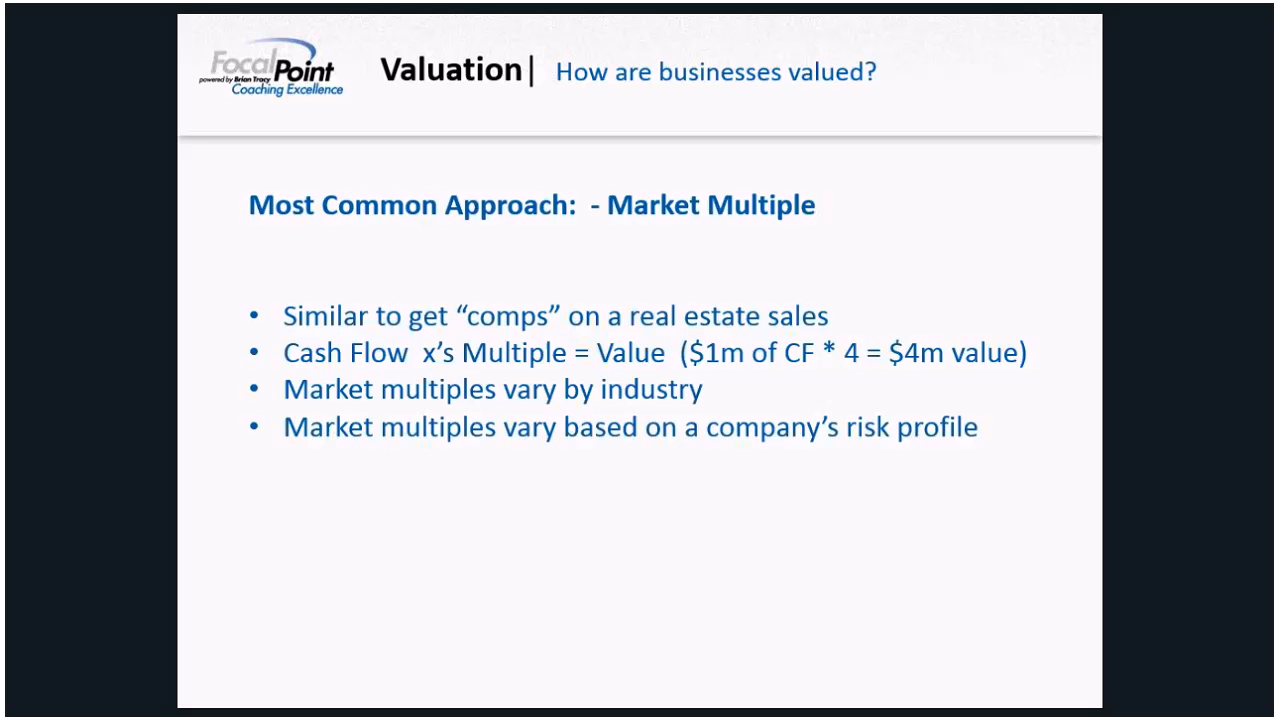 FocalPoint
powered by Brian Tracy
Coaching Excellence
Valuation| How are businesses valued?
Most Common Approach:  - Market Multiple
• Similar to get “comps” on a real estate sales
• Cash Flow  x’s Multiple = Value  ($1m of CF * 4 = $4m value)
• Market multiples vary by industry
• Market multiples vary based on a company’s risk profile